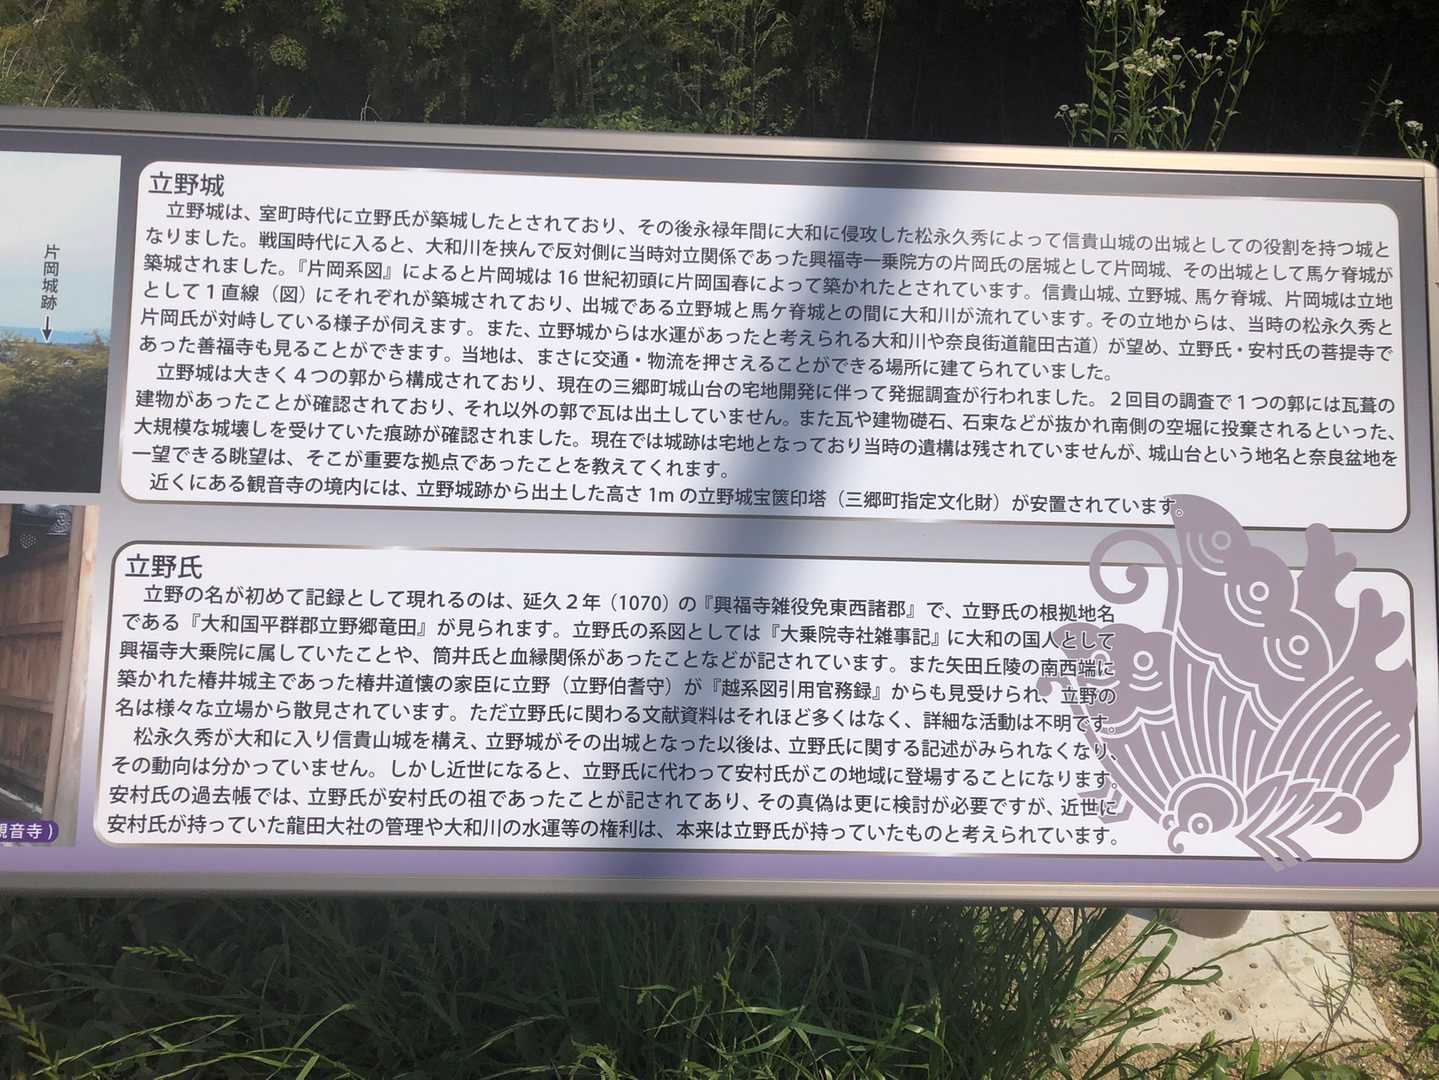 片岡城跡
立野城
立野城は、室町時代に立野氏が築城したとされており、その後永禄年間に大和に侵攻した松永久秀によって信貴山城の出城としての役割を持つ城と
なりました。戦国時代に入ると、大和川を挟んで反対側に当時対立関係であった興福寺一乗院方の片岡氏の居城として片岡城、その出城として馬ケ脊城が
築城されました。『片岡系図』によると片岡城は 16 世紀初頭に片岡国春によって築かれたとされています。信貴山城、立野城、馬ケ脊城、片岡城は立地
として1直線（図）にそれぞれが築城されており、出城である立野城と馬ケ脊城との間に大和川が流れています。その立地からは、当時の松永久秀と
片岡氏が対峙している様子が伺えます。また、立野城からは水運があったと考えられる大和川や奈良街道龍田古道）が望め、立野氏・安村氏の菩提寺で
あった善福寺も見ることができます。当地は、まさに交通・物流を押さえることができる場所に建てられていました。
立野城は大きく４つの郭から構成されており、現在の三郷町城山台の宅地開発に伴って発掘調査が行われました。２回目の調査で１つの郭には瓦葺の
建物があったことが確認されており、それ以外の郭で瓦は出土していません。また瓦や建物礎石、石束などが抜かれ南側の空堀に投棄されるといった、
大規模な城壊しを受けていた痕跡が確認されました。現在では城跡は宅地となっており当時の遺構は残されていませんが、城山台という地名と奈良盆地を
一望できる眺望は、そこが重要な拠点であったことを教えてくれます。
近くにある観音寺の境内には、立野城跡から出土した高さ 1m の立野城宝篋印塔（三郷町指定文化財）が安置されています。
立野氏
立野の名が初めて記録として現れるのは、延久２年（1070）の『興福寺雑役免東西諸郡』で、立野氏の根拠地名
である『大和国平群郡立野郷竜田』が見られます。立野氏の系図としては『大乗院寺社雑事記』に大和の国人として
興福寺大乗院に属していたことや、筒井氏と血縁関係があったことなどが記されています。また矢田丘陵の南西端に
築かれた椿井城主であった椿井道懐の家臣に立野（立野伯耆守）が『越系図引用官務録』からも見受けられ、立野の
名は様々な立場から散見されています。ただ立野氏に関わる文献資料はそれほど多くはなく、詳細な活動は不明です。
松永久秀が大和に入り信貴山城を構え、立野城がその出城となった以後は、立野氏に関する記述がみられなくなり、
その動向は分かっていません。しかし近世になると、立野氏に代わって安村氏がこの地域に登場することになります。
安村氏の過去帳では、立野氏が安村氏の祖であったことが記されてあり、その真偽は更に検討が必要ですが、近世に
安村氏が持っていた龍田大社の管理や大和川の水運等の権利は、本来は立野氏が持っていたものと考えられています。
観音寺）